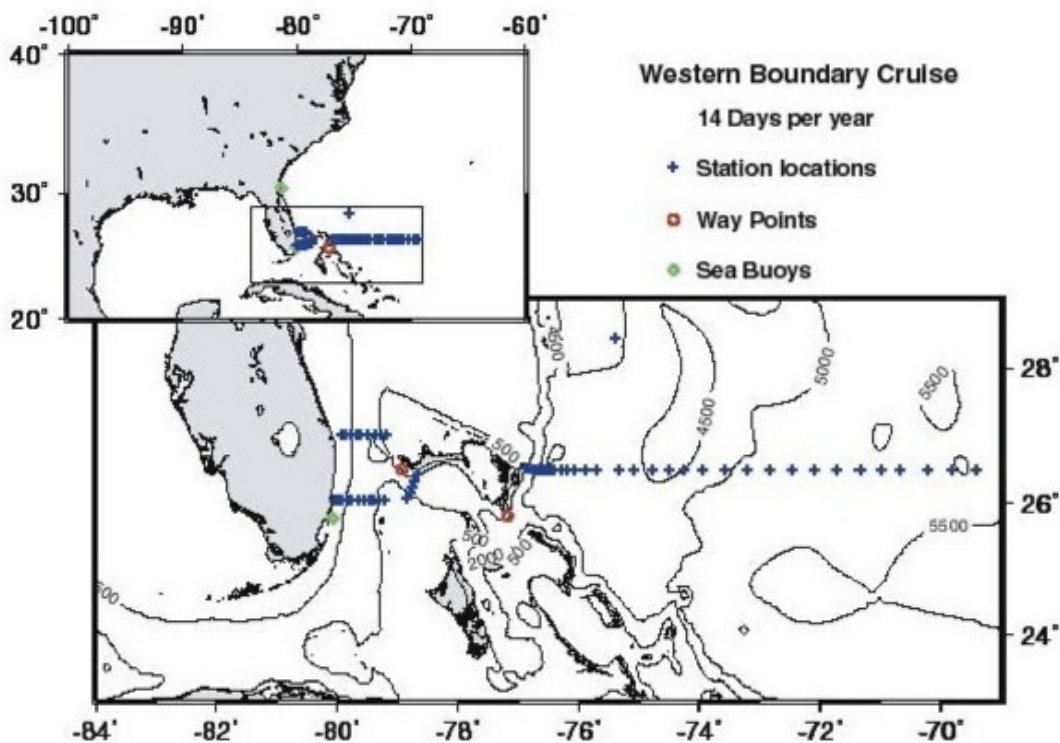 -100° -90° -80° -70° -60°
40°
30°
20°
Western Boundary Cruise
14 Days per year
Station locations
Way Points
Sea Buoys
28°
26°
24°
4500
4500
5000
5500
5500
500
500
2000
500
500
-84° -82° -80° -78° -76° -74° -72° -70°